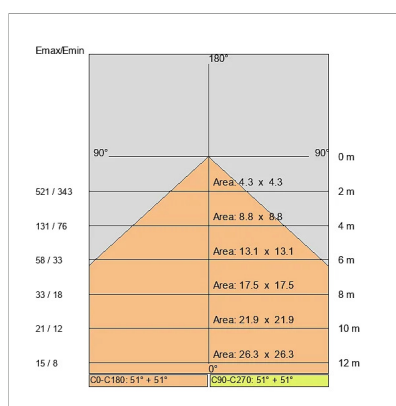 Emax/Emin
180°
90° 90° 0 m
Area: 4.3 x 4.3
521 / 343 2 m
Area: 8.8 x 8.8
131 / 76 4 m
Area: 13.1 x 13.1
58 / 33 6 m
Area: 17.5 x 17.5
33 / 18 8 m
Area: 21.9 x 21.9
21 / 12 10 m
Area: 26.3 x 26.3
15 / 8 12 m
0°
C0-C180: 51° + 51° C90-C270: 51° + 51°